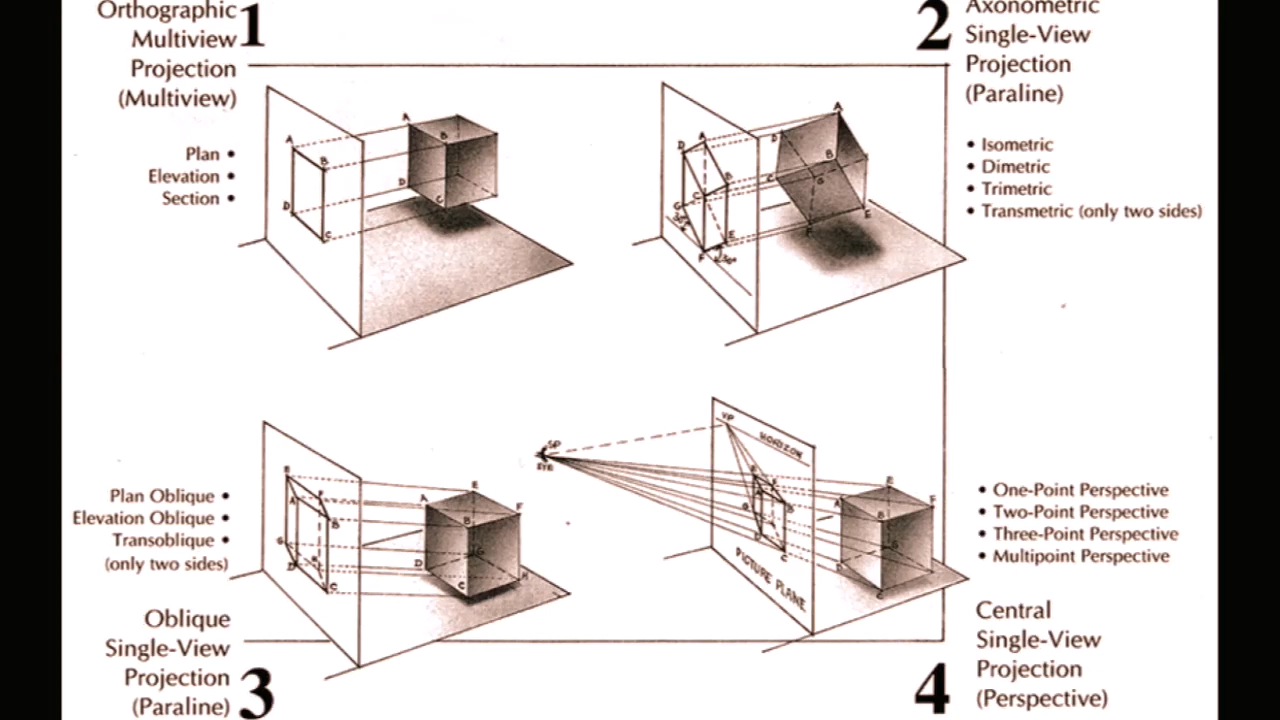 Orthographic
Multiview
Projection
(Multiview)
1
Plan •
Elevation •
Section •
A
B
D
C
A
B
D
C
2
Axonometric
Single-View
Projection
(Paraline)
• Isometric
• Dimetric
• Trimetric
• Transmetric (only two sides)
A
D
B
C
G
E
F
30°
A
D
B
C
G
E
F
Plan Oblique •
Elevation Oblique •
Transoblique •
(only two sides)
Oblique
Single-View
Projection
(Paraline)
3
E
A
F
B
G
D
C
E
A
F
B
G
D
H
C
SP
EYE
VP
HORIZON
PICTURE PLANE
E
F
B
G
D
C
E
A
F
B
G
D
C
• One-Point Perspective
• Two-Point Perspective
• Three-Point Perspective
• Multipoint Perspective
4
Central
Single-View
Projection
(Perspective)